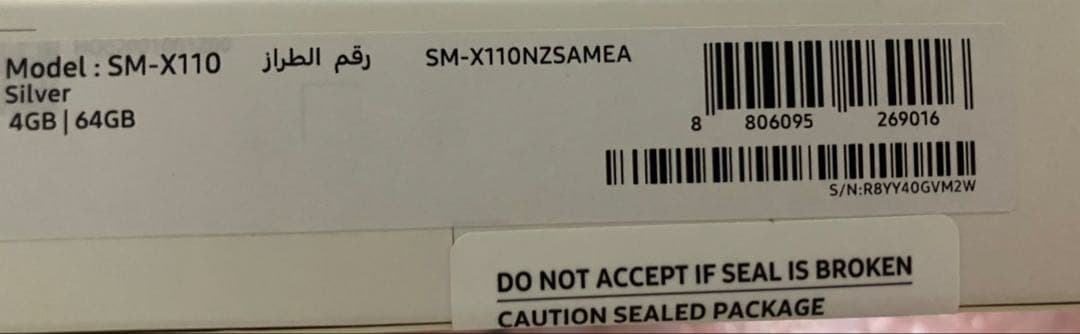 Model : SM-X110 رقم الطراز SM-X110NZSAMEA
Silver
4GB | 64GB
8 806095 269016
S/N:R8YY40GVM2W
DO NOT ACCEPT IF SEAL IS BROKEN
CAUTION SEALED PACKAGE